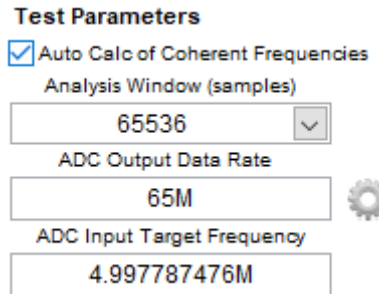 Test Parameters
Auto Calc of Coherent Frequencies
Analysis Window (samples)
65536
ADC Output Data Rate
65M
ADC Input Target Frequency
4.997787476M